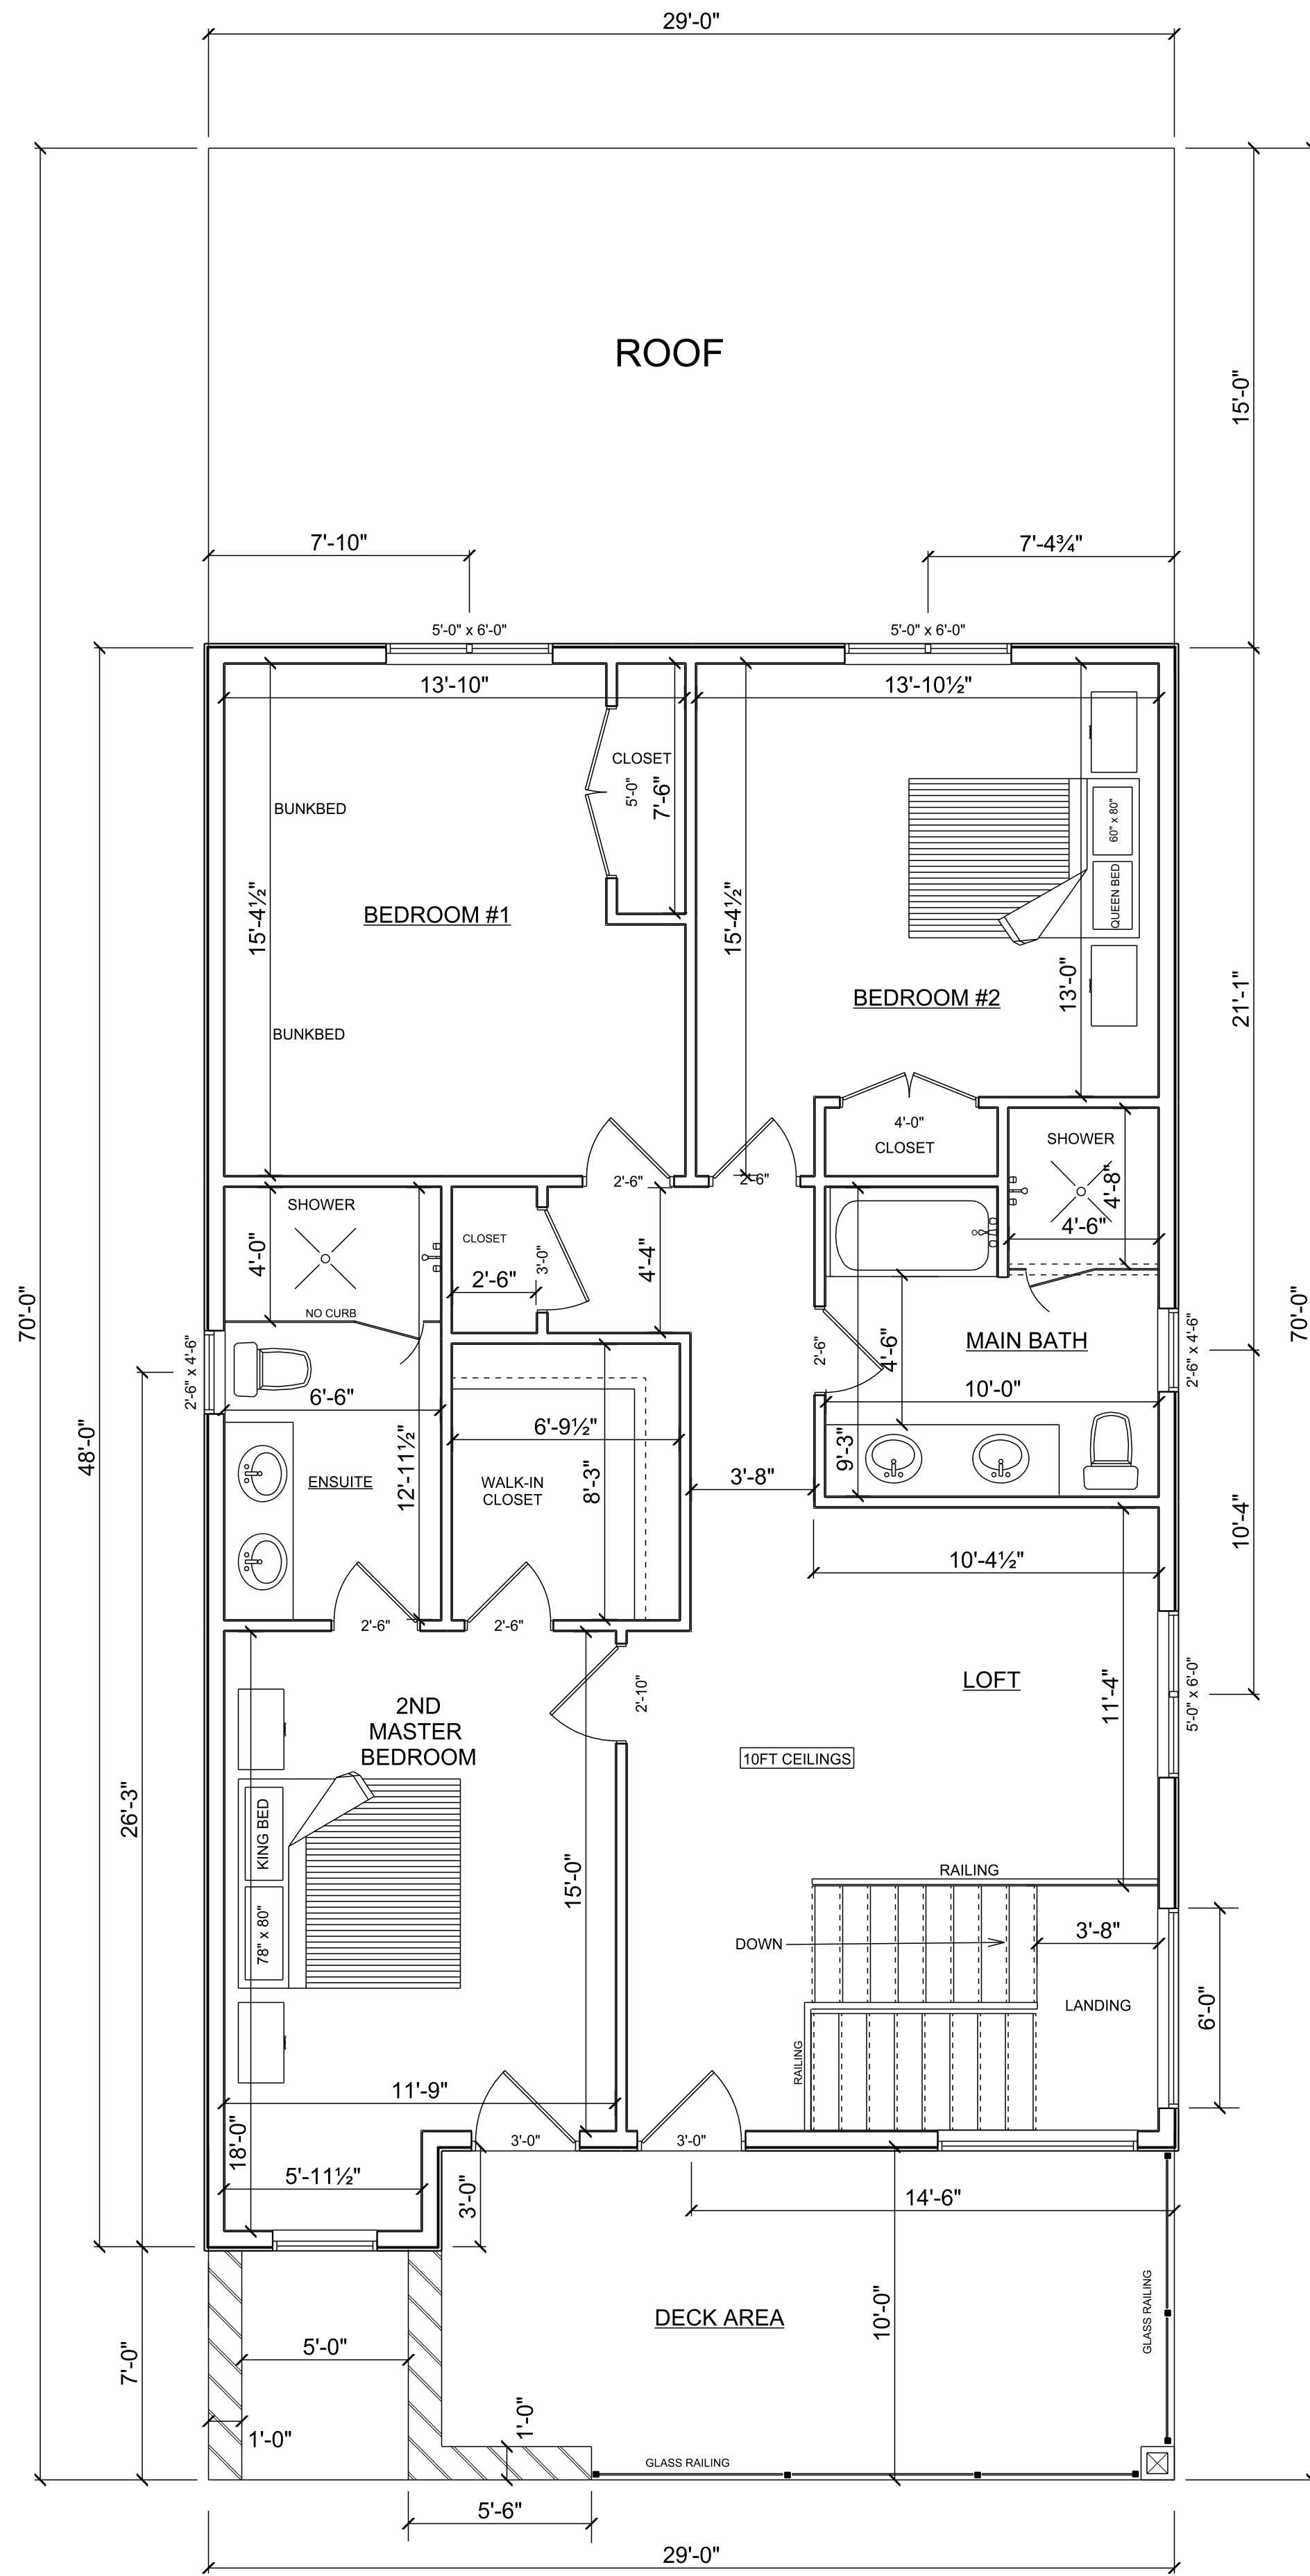 29'-0"
ROOF
15'-0"
7'-10"
7'-4¾"
5'-0" x 6'-0"
5'-0" x 6'-0"
13'-10"
13'-10½"
CLOSET
5'-0"
7'-6"
BUNKBED
60" x 80"
QUEEN BED
15'-4½"
BEDROOM #1
15'-4½"
13'-0"
BEDROOM #2
21'-1"
BUNKBED
4'-0"
CLOSET
SHOWER
4'-8"
4'-6"
2'-6"
2'-6"
SHOWER
4'-0"
NO CURB
CLOSET
2'-6"
3'-0"
4'-4"
70'-0"
70'-0"
2'-6" x 4'-6"
2'-6"
4'-6"
MAIN BATH
2'-6" x 4'-6"
6'-6"
10'-0"
48'-0"
12'-11½"
6'-9½"
8'-3"
9'-3"
ENSUITE
WALK-IN
CLOSET
3'-8"
10'-4"
10'-4½"
2'-6"
2'-6"
2'-10"
LOFT
11'-4"
5'-0" x 6'-0"
2ND
MASTER
BEDROOM
10FT CEILINGS
26'-3"
KING BED
78" x 80"
15'-0"
RAILING
DOWN
3'-8"
LANDING
6'-0"
RAILING
11'-9"
18'-0"
3'-0"
3'-0"
5'-11½"
3'-0"
14'-6"
DECK AREA
10'-0"
GLASS RAILING
7'-0"
5'-0"
1'-0"
1'-0"
GLASS RAILING
5'-6"
29'-0"